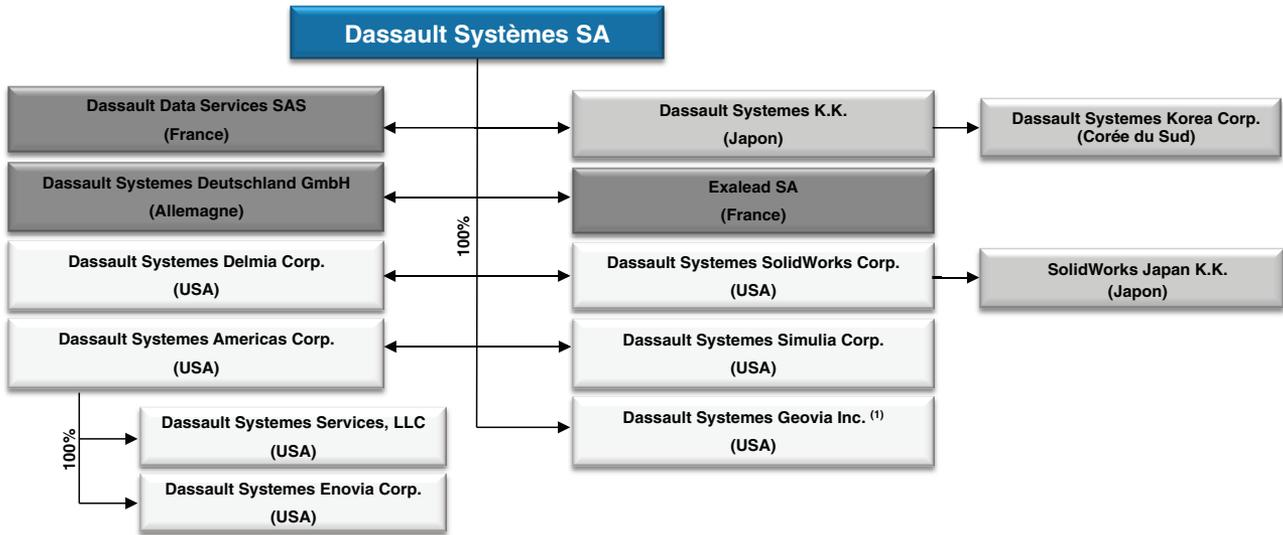 Dassault Systèmes SA
Dassault Data Services SAS
(France)
Dassault Systemes K.K.
(Japon)
Dassault Systemes Korea Corp.
(Corée du Sud)
Dassault Systemes Deutschland GmbH
(Allemagne)
Exalead SA
(France)
100%
Dassault Systemes Delmia Corp.
(USA)
Dassault Systemes SolidWorks Corp.
(USA)
SolidWorks Japan K.K.
(Japon)
Dassault Systemes Americas Corp.
(USA)
Dassault Systemes Simulia Corp.
(USA)
Dassault Systemes Geovia Inc. (1)
(USA)
100%
Dassault Systemes Services, LLC
(USA)
Dassault Systemes Enovia Corp.
(USA)